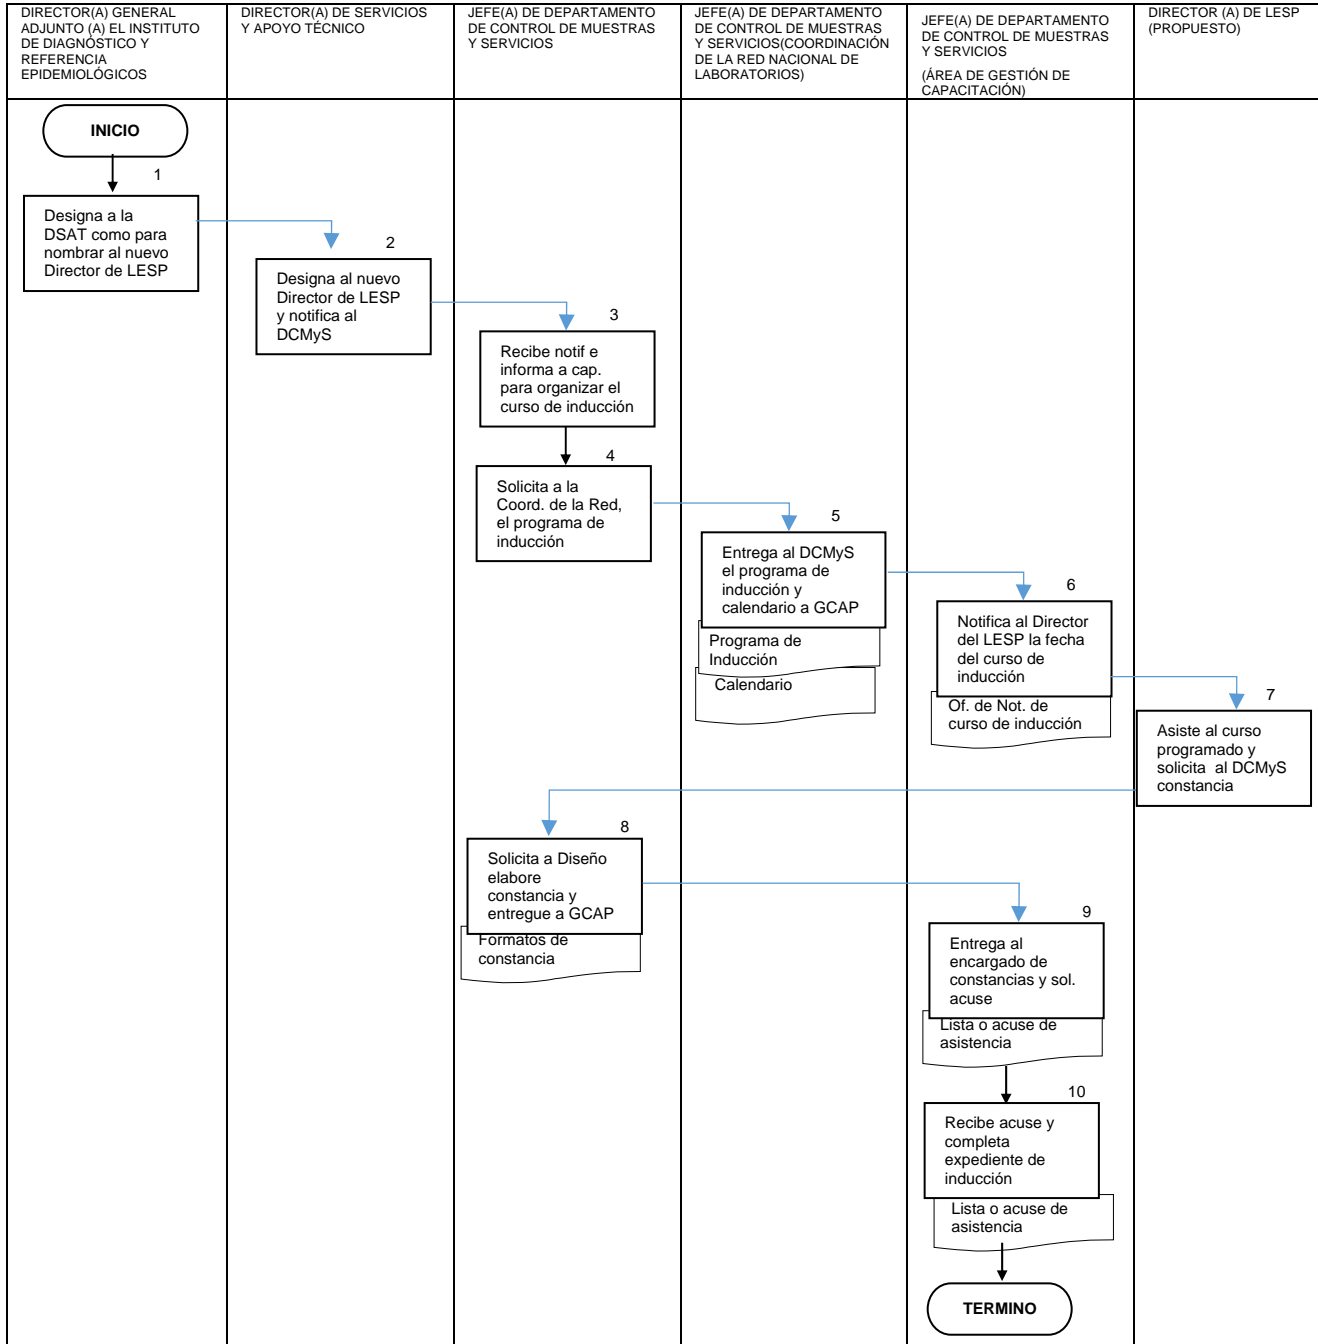 DIRECTOR(A) GENERAL
ADJUNTO (A) EL INSTITUTO
DE DIAGNÓSTICO Y
REFERENCIA
EPIDEMIOLÓGICOS
DIRECTOR(A) DE SERVICIOS
Y APOYO TÉCNICO
JEFE(A) DE DEPARTAMENTO
DE CONTROL DE MUESTRAS
Y SERVICIOS
JEFE(A) DE DEPARTAMENTO
DE CONTROL DE MUESTRAS
Y SERVICIOS(COORDINACIÓN
DE LA RED NACIONAL DE
LABORATORIOS)
JEFE(A) DE DEPARTAMENTO
DE CONTROL DE MUESTRAS
Y SERVICIOS
(ÁREA DE GESTIÓN DE
CAPACITACIÓN)
DIRECTOR (A) DE LESP
(PROPUESTO)
INICIO
1
Designa a la
DSAT como para
nombrar al nuevo
Director de LESP
2
Designa al nuevo
Director de LESP
y notifica al
DCMyS
3
Recibe notif e
informa a cap.
para organizar el
curso de inducción
4
Solicita a la
Coord. de la Red,
el programa de
inducción
5
Entrega al DCMyS
el programa de
inducción y
calendario a GCAP
Programa de
Inducción
Calendario
6
Notifica al Director
del LESP la fecha
del curso de
inducción
Of. de Not. de
curso de inducción
7
Asiste al curso
programado y
solicita al DCMyS
constancia
8
Solicita a Diseño
elabore
constancia y
entregue a GCAP
Formatos de
constancia
9
Entrega al
encargado de
constancias y sol.
acuse
Lista o acuse de
asistencia
10
Recibe acuse y
completa
expediente de
inducción
Lista o acuse de
asistencia
TERMINO